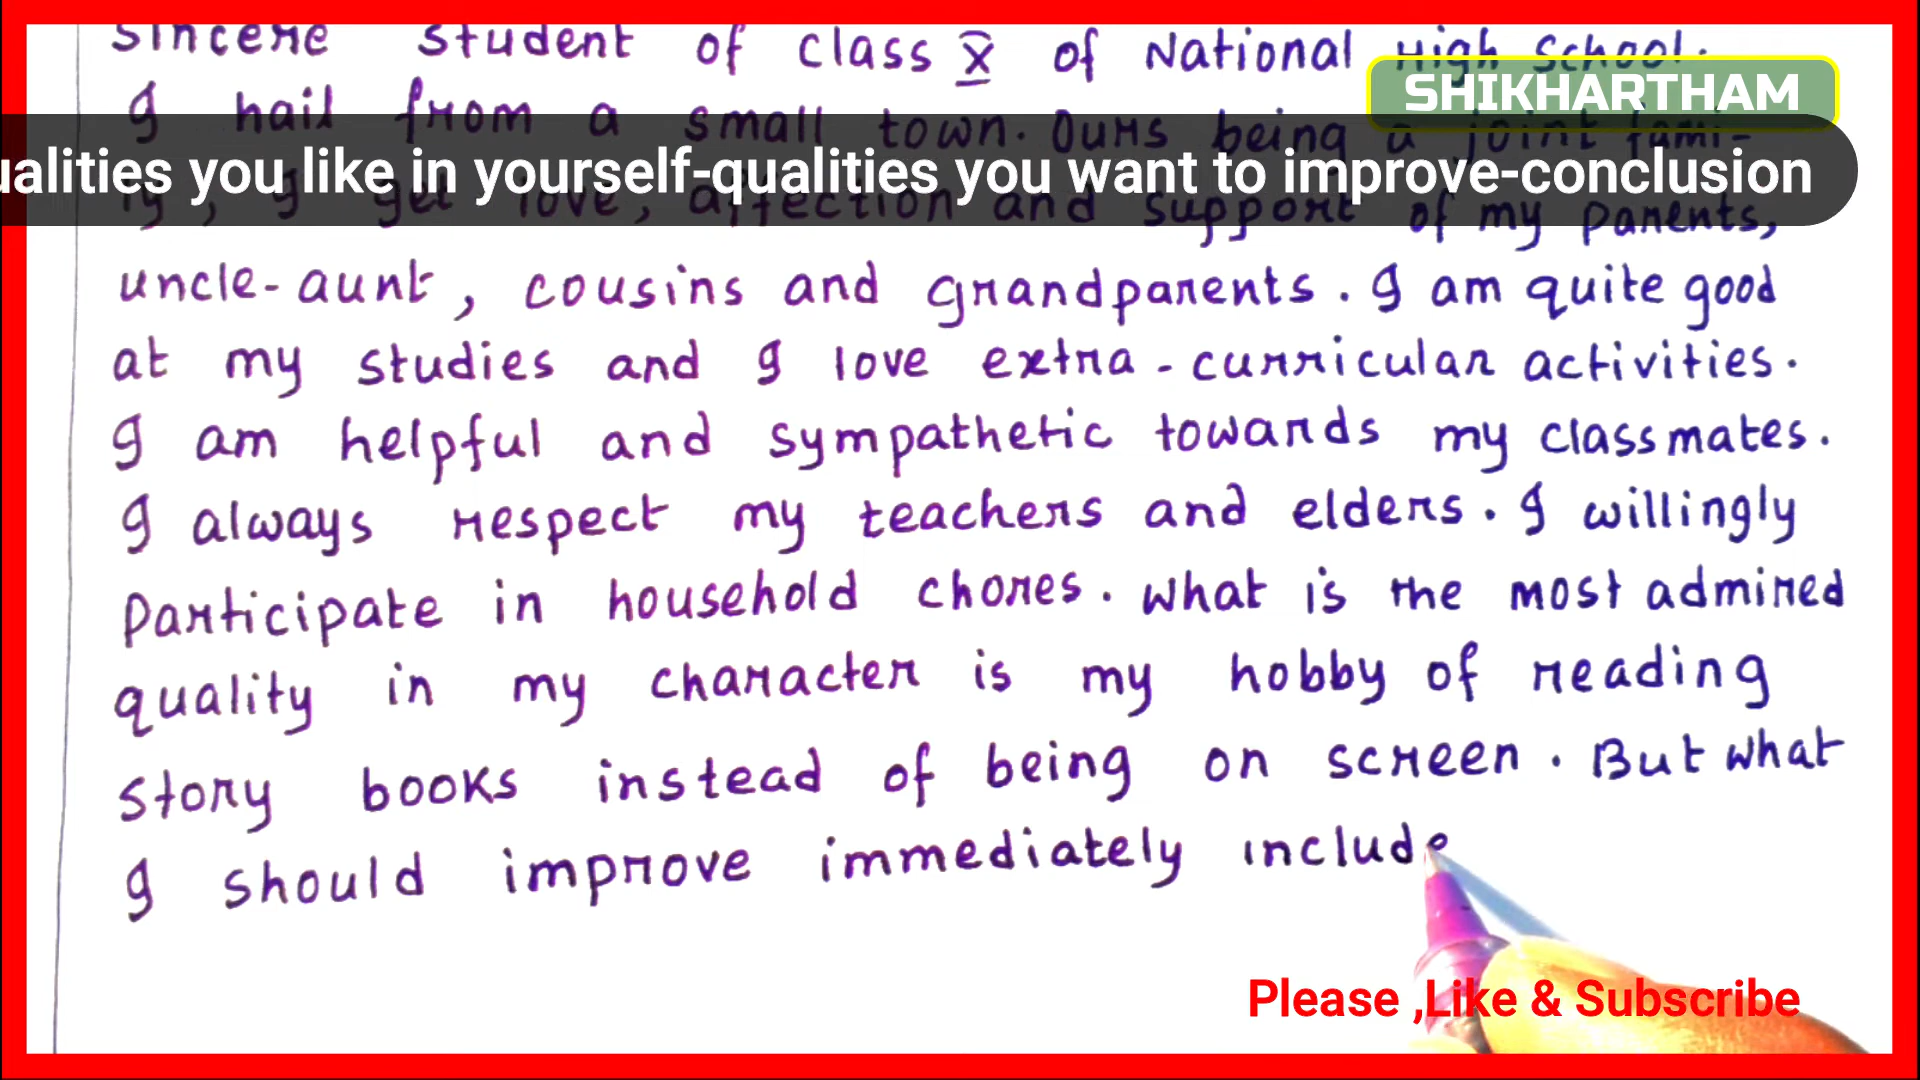 sincere student of class X of National High School.
SHIKHARTHAM
I hail from a small town. Ours being a joint fami-
ualities you like in yourself-qualities you want to improve-conclusion
ly, I get love, affection and support of my parents,
uncle-aunt, cousins and grandparents. I am quite good
at my studies and I love extra-curricular activities.
I am helpful and sympathetic towards my classmates.
I always respect my teachers and elders. I willingly
participate in household chores. What is the most admired
quality in my character is my hobby of reading
story books instead of being on screen. But what
I should improve immediately include
Please ,Like & Subscribe